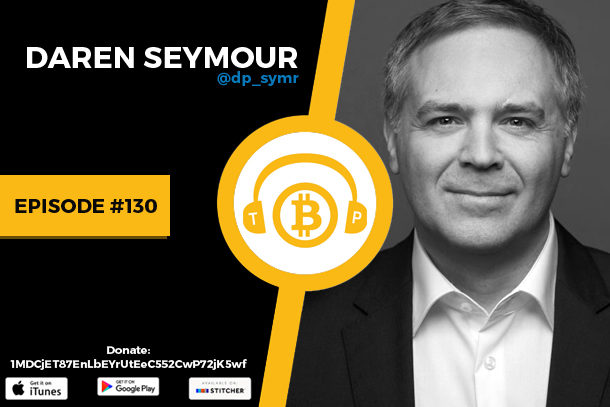 DAREN SEYMOUR
@dp_symr
EPISODE #130
T B P
Donate:
1MDCjET87EnLbEYrUtEeC552CwP72jK5wf
Get it on
iTunes
GET IT ON
Google Play
AVAILABLE ON
STITCHER